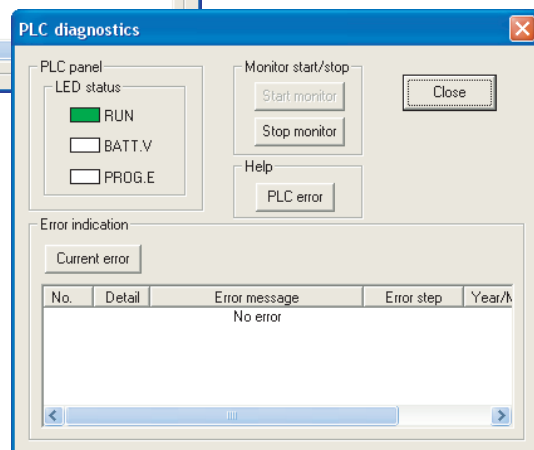 PLC diagnostics
PLC panel
LED status
RUN
BATT.V
PROG.E
Monitor start/stop
Start monitor
Stop monitor
Close
Help
PLC error
Error indication
Current error
No. Detail Error message Error step Year/M
No error